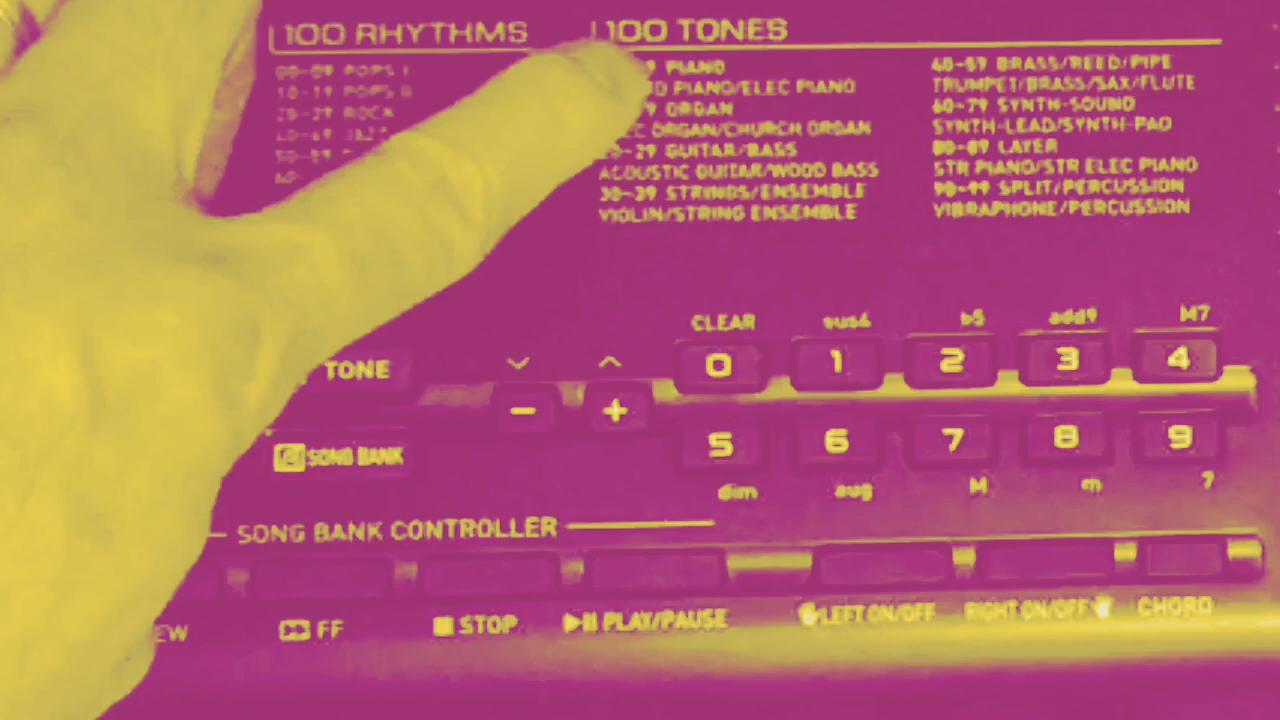 100 RHYTHMS
00-09 POPS I
10-19 POPS II
20-29 ROCK
40-49 JAZZ
100 TONES
PIANO
PIANO/ELEC PIANO
ORGAN
ORGAN/CHURCH ORGAN
20-29 GUITAR/BASS
ACOUSTIC GUITAR/WOOD BASS
30-39 STRINGS/ENSEMBLE
VIOLIN/STRING ENSEMBLE
40-59 BRASS/REED/PIPE
TRUMPET/BRASS/SAX/FLUTE
60-79 SYNTH-SOUND
SYNTH-LEAD/SYNTH-PAD
80-89 LAYER
STR PIANO/STR ELEC PIANO
90-99 SPLIT/PERCUSSION
VIBRAPHONE/PERCUSSION
CLEAR sus4 b5 add9 M7
TONE
0 1 2 3 4
- +
5 6 7 8 9
SONG BANK
dim aug M m 7
SONG BANK CONTROLLER
FF STOP PLAY/PAUSE LEFT ON/OFF RIGHT ON/OFF CHORD